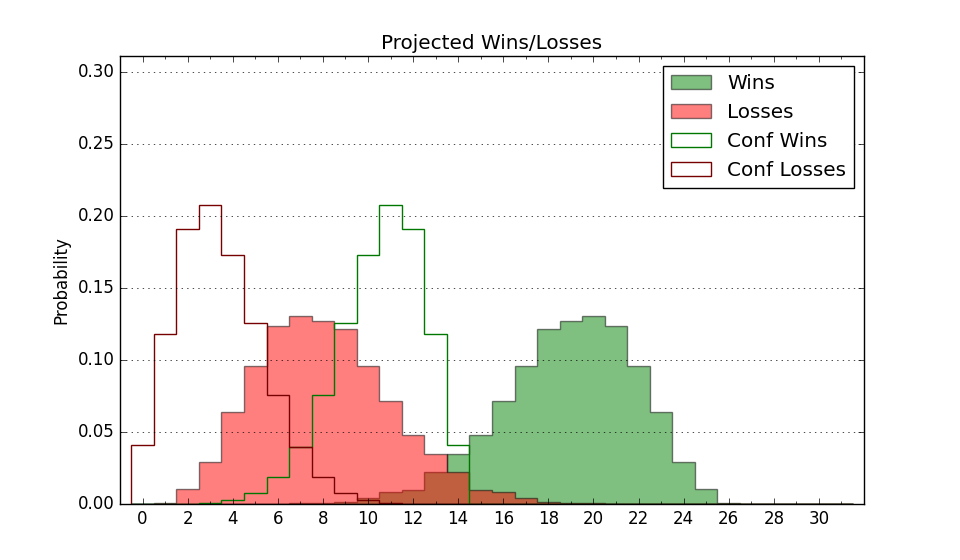 Projected Wins/Losses
0.30
0.25
0.20
0.15
0.10
0.05
0.00
Probability
Wins
Losses
Conf Wins
Conf Losses
0 2 4 6 8 10 12 14 16 18 20 22 24 26 28 30